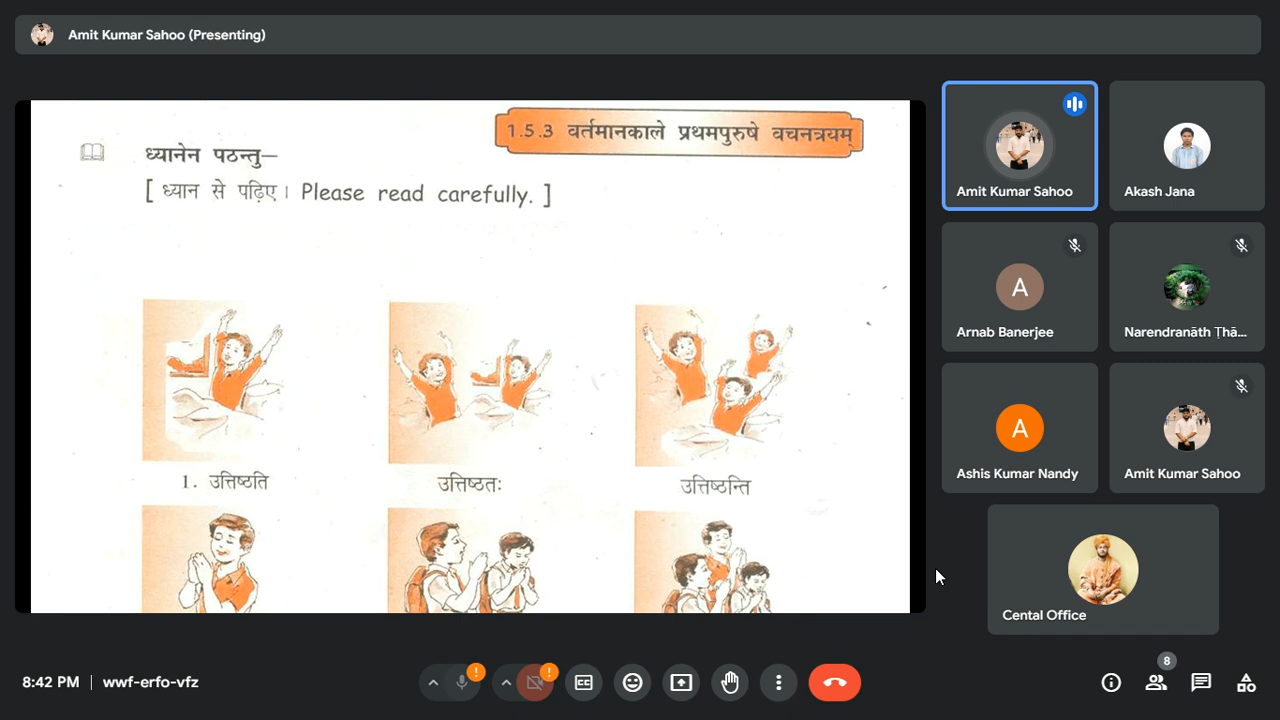 Amit Kumar Sahoo (Presenting)
1.5.3 वर्तमानकाले प्रथमपुरुषे वचनत्रयम्
ध्यानेन पठन्तु—
[ ध्यान से पढ़िए। Please read carefully. ]
1. उत्तिष्ठति
उत्तिष्ठतः
उत्तिष्ठन्ति
Amit Kumar Sahoo
Akash Jana
A
Arnab Banerjee
Narendranāth Ṭhā...
A
Ashis Kumar Nandy
Amit Kumar Sahoo
Cental Office
8:42 PM | wwf-erfo-vfz
8